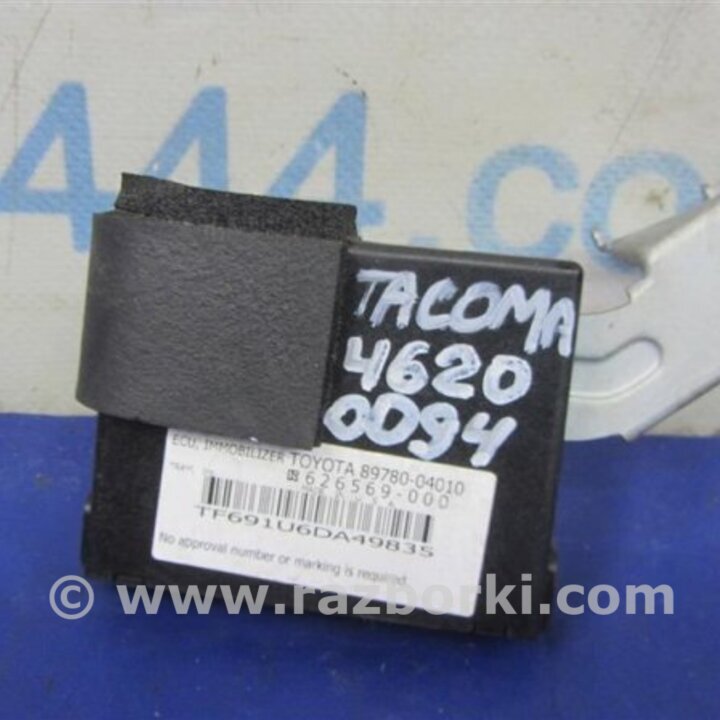 444.co
TACOMA
4620
0D94
ECU, IMMOBILIZER TOYOTA 89780-04010
626569-000
TF691U6DA49835
No approval number or marking is required
© www.razborki.com